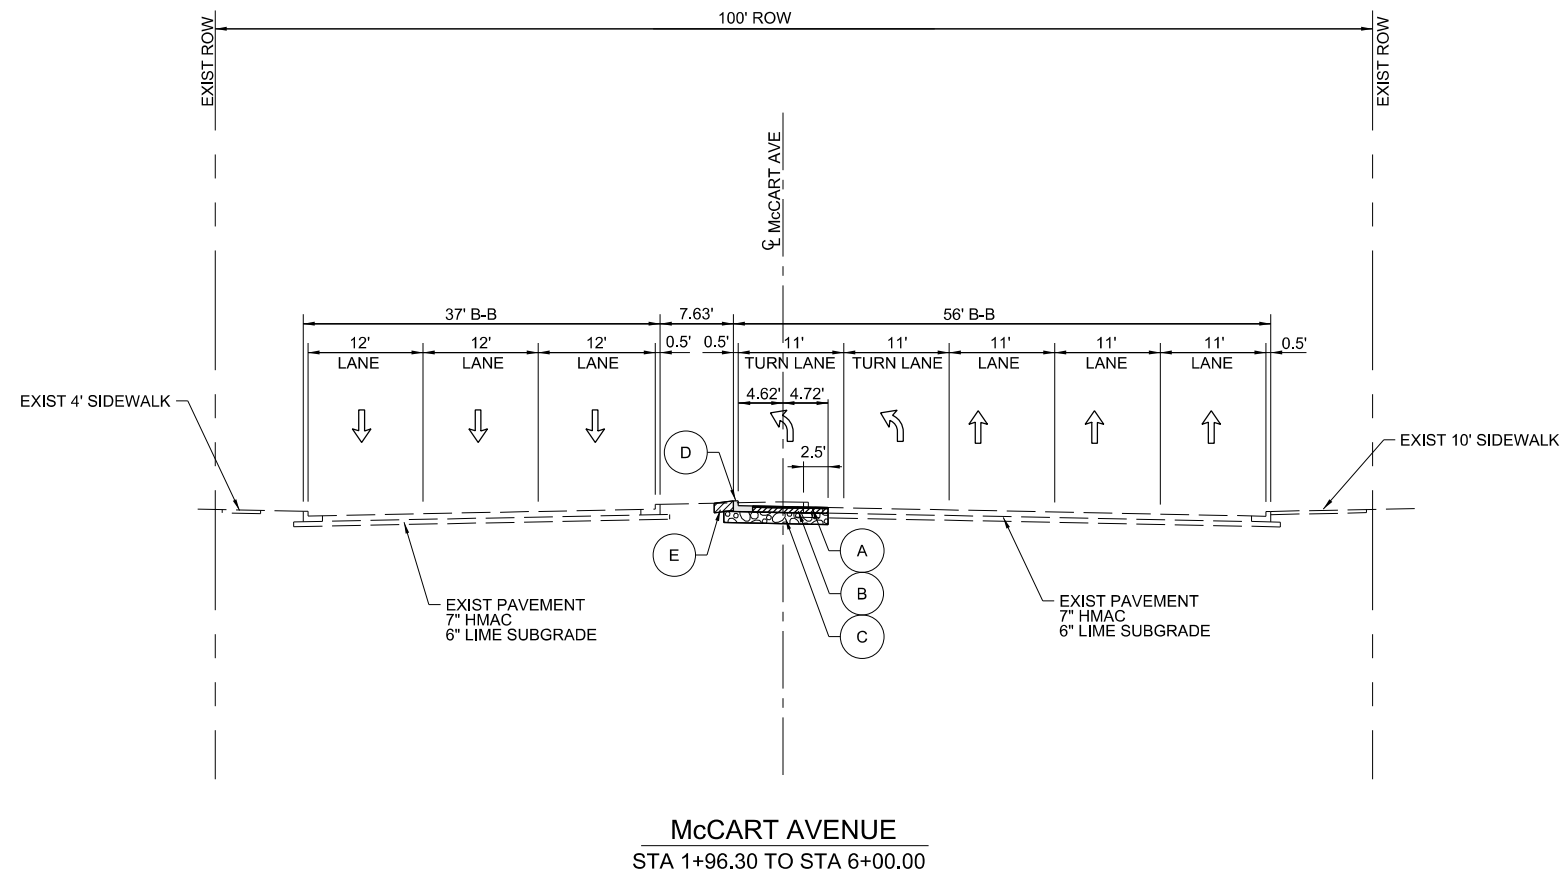 100' ROW
EXIST ROW
EXIST ROW
℄ McCART AVE
37' B-B
7.63'
56' B-B
12'
12'
12'
0.5'
0.5'
11'
11'
11'
11'
11'
0.5'
LANE
LANE
LANE
TURN LANE
TURN LANE
LANE
LANE
LANE
4.62'
4.72'
EXIST 4' SIDEWALK
EXIST 10' SIDEWALK
2.5'
D
E
A
B
C
EXIST PAVEMENT
7" HMAC
6" LIME SUBGRADE
EXIST PAVEMENT
7" HMAC
6" LIME SUBGRADE
McCART AVENUE
STA 1+96.30 TO STA 6+00.00